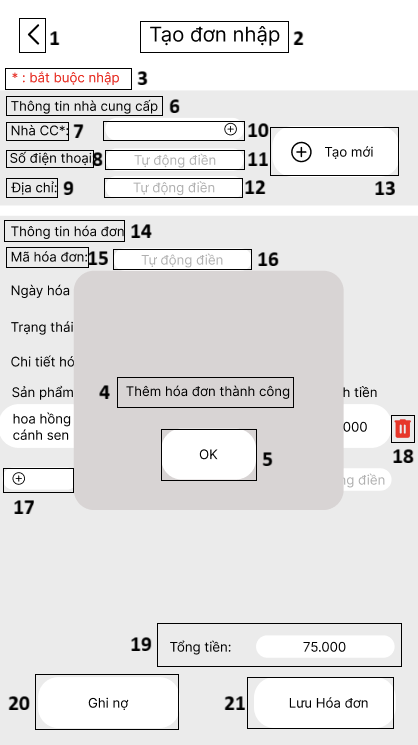 1 Tạo đơn nhập 2
* : bắt buộc nhập 3
Thông tin nhà cung cấp 6
Nhà CC*: 7 10
Số điện thoại 8 Tự động điền 11 Tạo mới
Địa chỉ: 9 Tự động điền 12 13
Thông tin hóa đơn 14
Mã hóa đơn: 15 Tự động điền 16
Ngày hóa
Trạng thái
Chi tiết hó
4 Thêm hóa đơn thành công
Sản phẩm h tiền
hoa hồng
cánh sen 000
OK 5 18
ng điền
17
19 Tổng tiền: 75.000
20 Ghi nợ 21 Lưu Hóa đơn